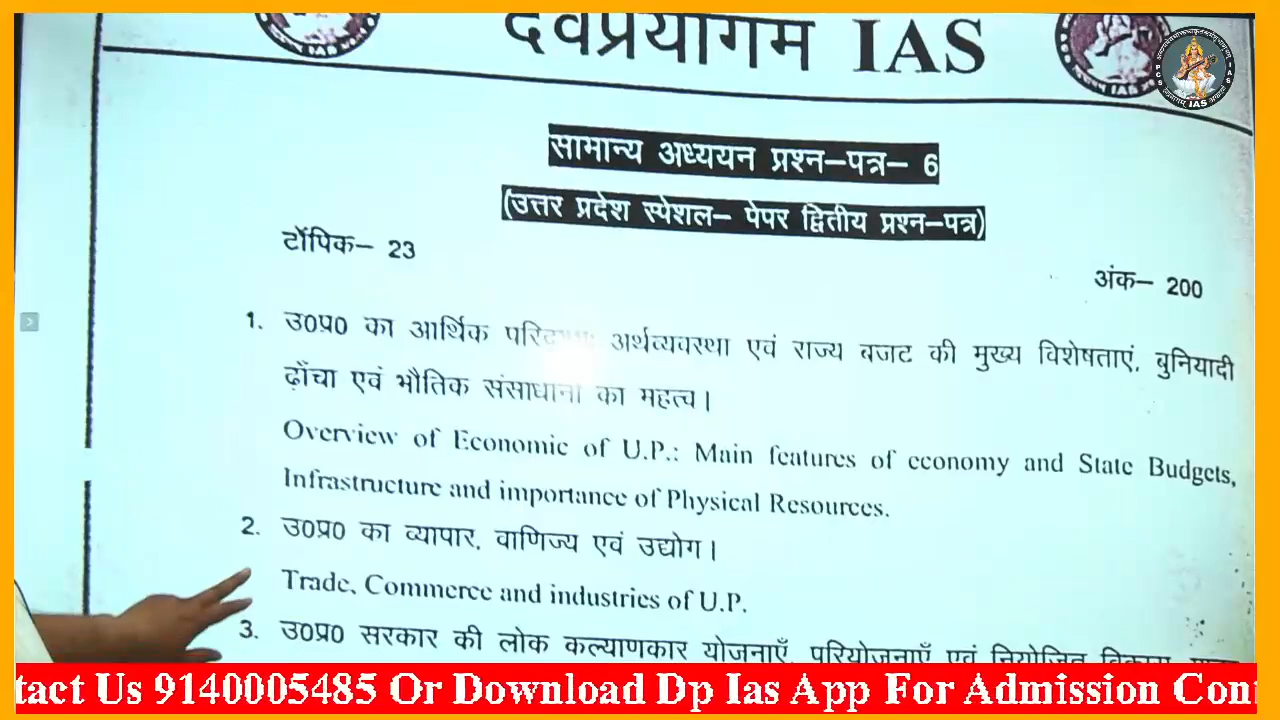 देवप्रयागम IAS
सामान्य अध्ययन प्रश्न–पत्र– 6
(उत्तर प्रदेश स्पेशल– पेपर द्वितीय प्रश्न–पत्र)
टॉपिक– 23
अंक– 200
1. उ0प्र0 का आर्थिक अर्थव्यवस्था एवं राज्य बजट की मुख्य विशेषताएं, बुनियादी
ढ़ाँचा एवं भौतिक संसाधानों का महत्व।
Overview of Economic of U.P.: Main features of economy and State Budgets,
Infrastructure and importance of Physical Resources.
2. उ0प्र0 का व्यापार, वाणिज्य एवं उद्योग।
Trade, Commerce and industries of U.P.
3. उ0प्र0 सरकार की लोक कल्याणकार योजनाएँ, परियोजनाएँ एवं नियोजित विकास
tact Us 9140005485 Or Download Dp Ias App For Admission Con